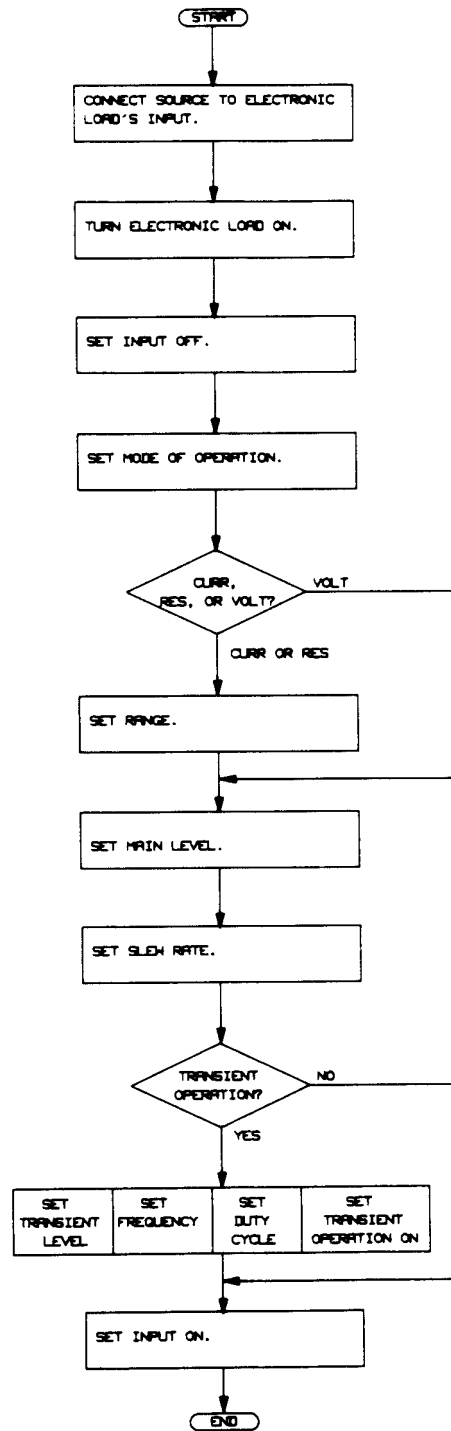 START
CONNECT SOURCE TO ELECTRONIC
LOAD'S INPUT.
TURN ELECTRONIC LOAD ON.
SET INPUT OFF.
SET MODE OF OPERATION.
CURR,
RES, OR VOLT?
VOLT
CURR OR RES
SET RANGE.
SET MAIN LEVEL.
SET SLEW RATE.
TRANSIENT
OPERATION?
NO
YES
SET
TRANSIENT
LEVEL
SET
FREQUENCY
SET
DUTY
CYCLE
SET
TRANSIENT
OPERATION ON
SET INPUT ON.
END